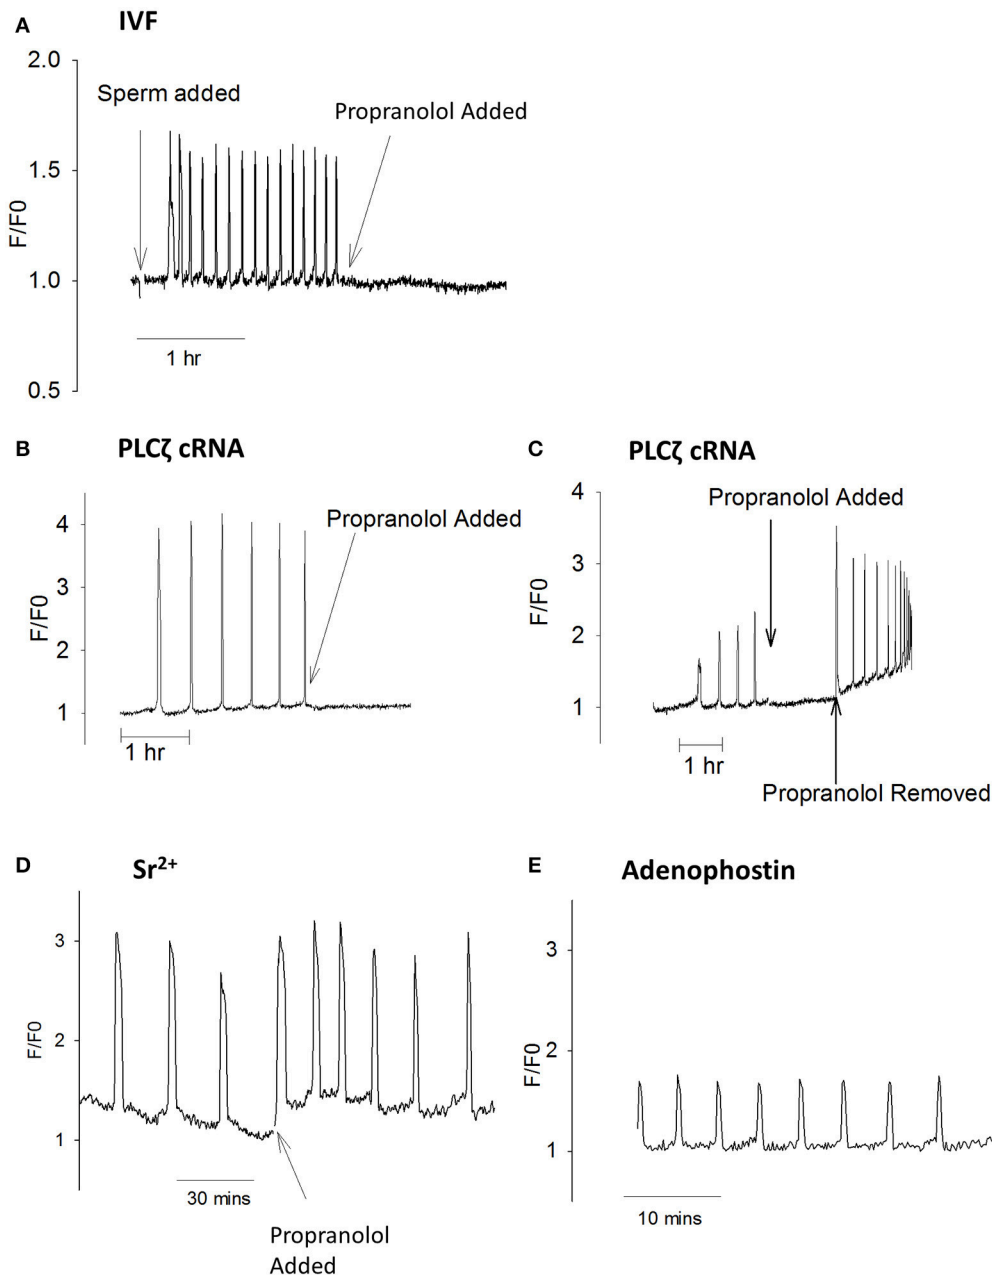 A
IVF
2.0
Sperm added
Propranolol Added
1.5
F/F0
1.0
1 hr
0.5
B
PLCζ cRNA
4
Propranolol Added
3
F/F0
2
1
1 hr
C
PLCζ cRNA
4
Propranolol Added
3
F/F0
2
1
1 hr
Propranolol Removed
D
Sr2+
3
F/F0
2
1
30 mins
Propranolol
Added
E
Adenophostin
3
F/F0
2
1
10 mins